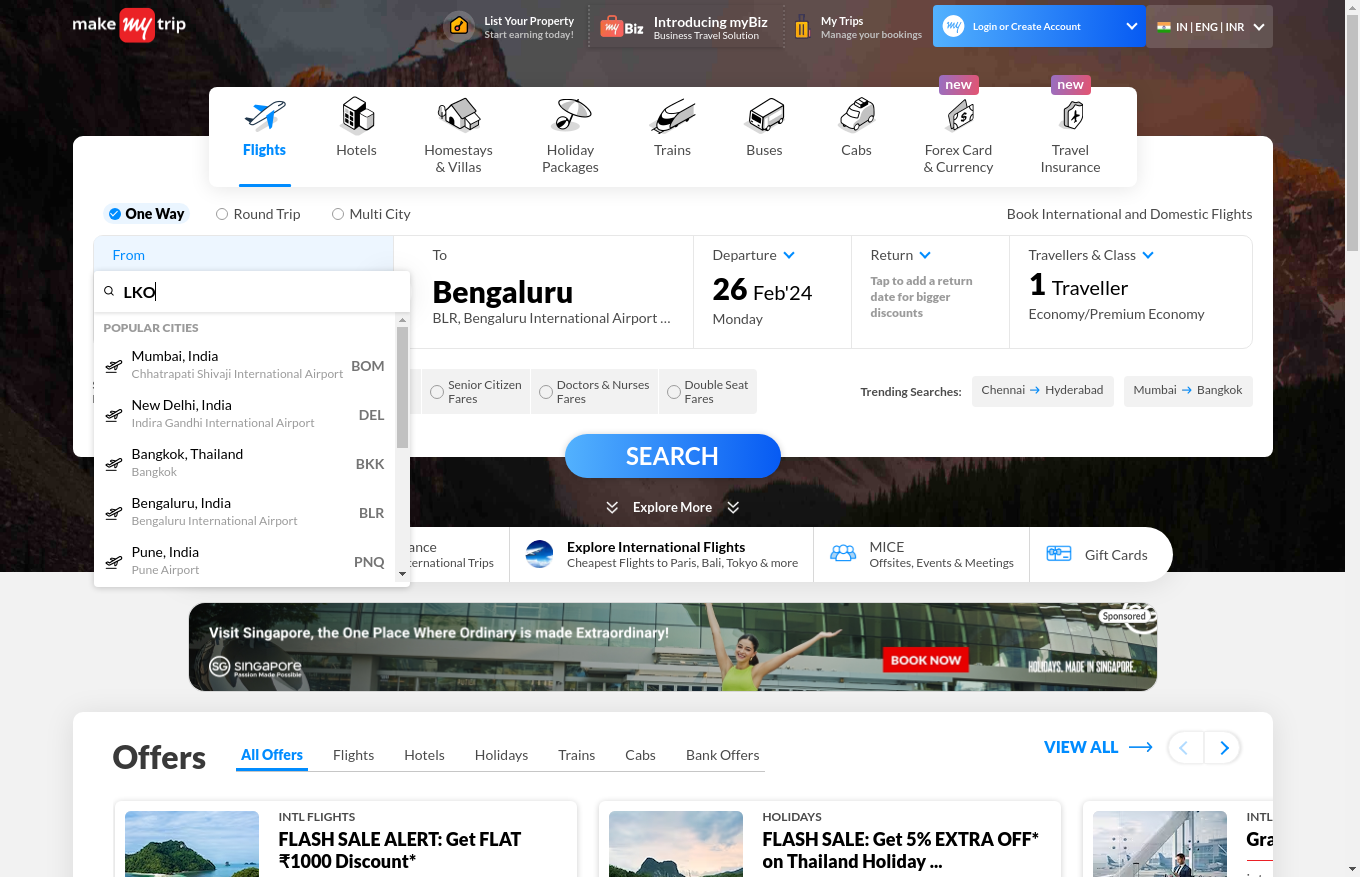 make my trip
List Your Property
Start earning today!
my Biz
Introducing myBiz
Business Travel Solution
My Trips
Manage your bookings
my
Login or Create Account
IN | ENG | INR
new
new
Flights
Hotels
Homestays
& Villas
Holiday
Packages
Trains
Buses
Cabs
Forex Card
& Currency
Travel
Insurance
One Way
Round Trip
Multi City
Book International and Domestic Flights
From
To
Departure
Return
Travellers & Class
LKO
Bengaluru
BLR, Bengaluru International Airport ...
26 Feb'24
Monday
Tap to add a return
date for bigger
discounts
1 Traveller
Economy/Premium Economy
POPULAR CITIES
Mumbai, India
Chhatrapati Shivaji International Airport
BOM
New Delhi, India
Indira Gandhi International Airport
DEL
Bangkok, Thailand
Bangkok
BKK
Bengaluru, India
Bengaluru International Airport
BLR
Pune, India
Pune Airport
PNQ
Senior Citizen
Fares
Doctors & Nurses
Fares
Double Seat
Fares
Trending Searches:
Chennai → Hyderabad
Mumbai → Bangkok
SEARCH
Explore More
ance
ternational Trips
Explore International Flights
Cheapest Flights to Paris, Bali, Tokyo & more
MICE
Offsites, Events & Meetings
Gift Cards
Visit Singapore, the One Place Where Ordinary is made Extraordinary!
SG SINGAPORE
Passion Made Possible
BOOK NOW
Sponsored
HOLIDAYS. MADE IN SINGAPORE.
Offers
All Offers
Flights
Hotels
Holidays
Trains
Cabs
Bank Offers
VIEW ALL
INTL FLIGHTS
FLASH SALE ALERT: Get FLAT
₹1000 Discount*
HOLIDAYS
FLASH SALE: Get 5% EXTRA OFF*
on Thailand Holiday ...
INTL
Gra